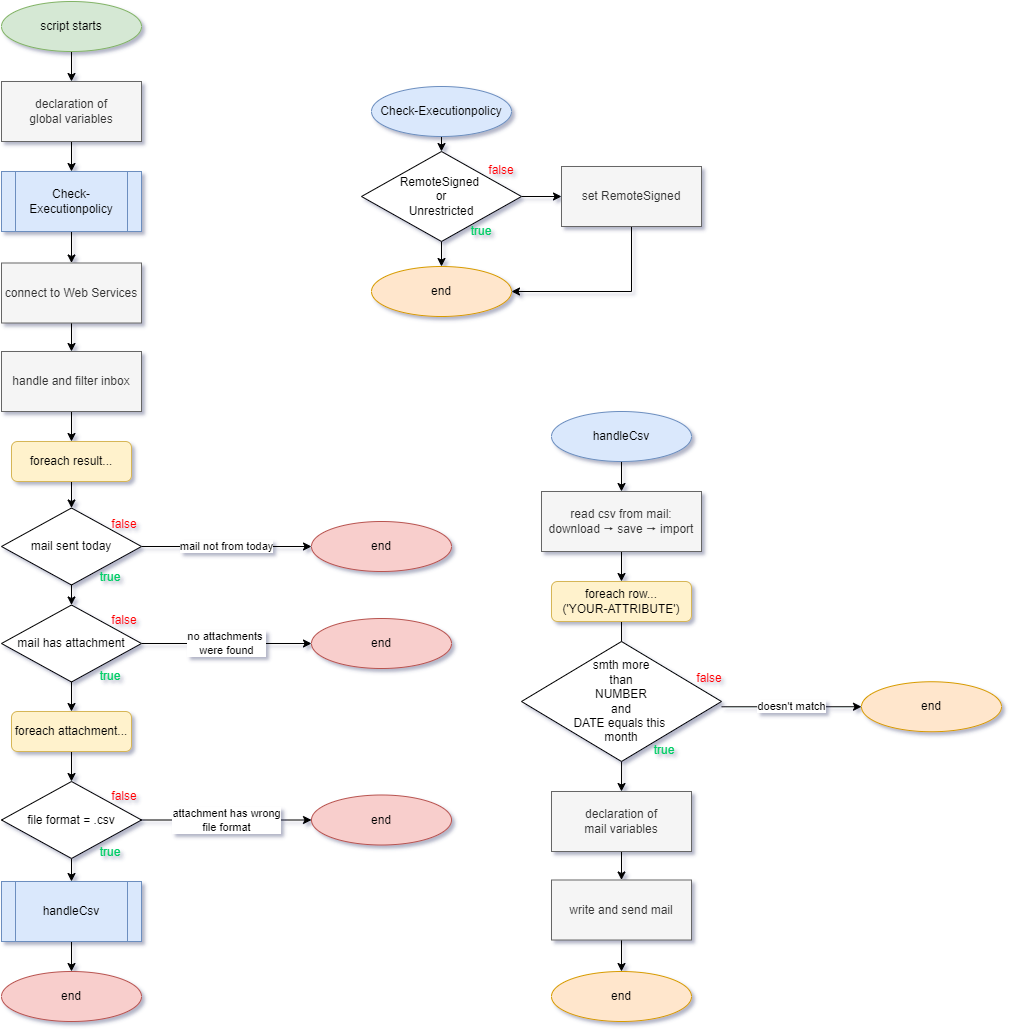 script starts
declaration of
global variables
Check-
Executionpolicy
connect to Web Services
handle and filter inbox
foreach result...
mail sent today
false
true
mail not from today
end
mail has attachment
false
true
no attachments
were found
end
foreach attachment...
file format = .csv
false
true
attachment has wrong
file format
end
handleCsv
end
Check-Executionpolicy
RemoteSigned
or
Unrestricted
false
true
set RemoteSigned
end
handleCsv
read csv from mail:
download → save → import
foreach row...
('YOUR-ATTRIBUTE')
smth more
than
NUMBER
and
DATE equals this
month
false
true
doesn't match
end
declaration of
mail variables
write and send mail
end